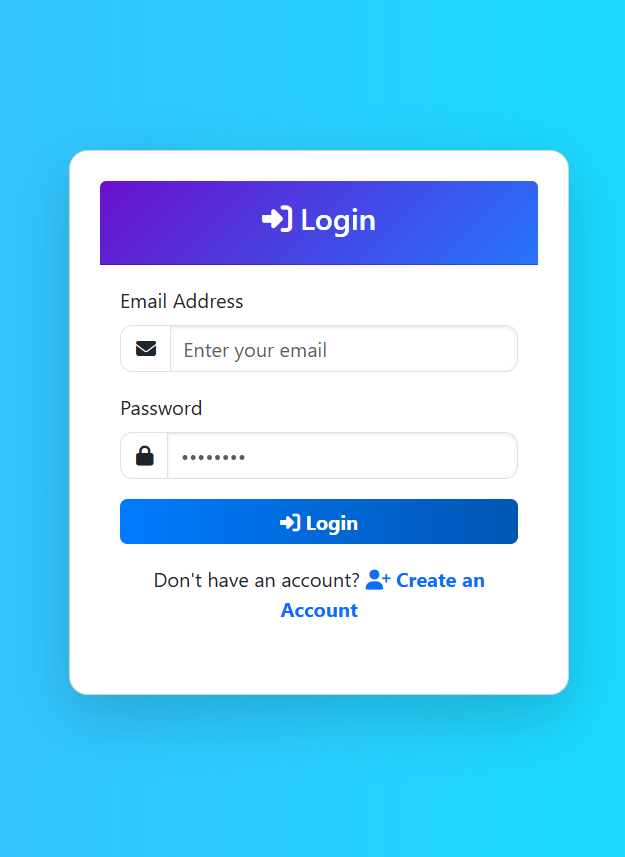 Login
Email Address
Enter your email
Password
••••••••
Login
Don't have an account? Create an
Account